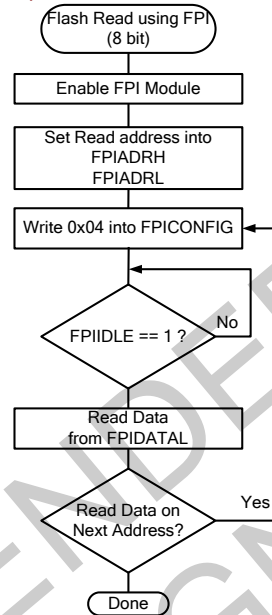 Flash Read using FPI
(8 bit)
Enable FPI Module
Set Read address into
FPIADRH
FPIADRL
Write 0x04 into FPICONFIG
FPIIDLE == 1 ?
No
Read Data
from FPIDATAL
Read Data on
Next Address?
Yes
Done